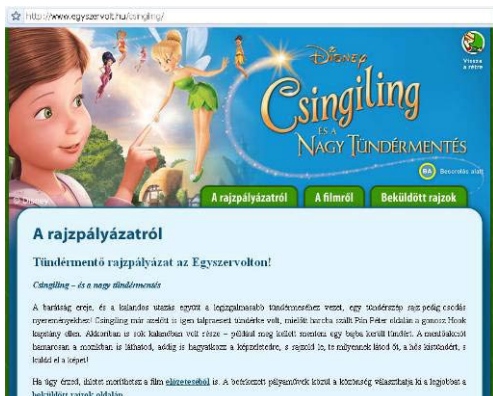 http://www.egyszervolt.hu/csingiling/
Vissza
a rétre
Disney
Csingiling
ÉS A
NAGY TÜNDÉRMENTÉS
BA Besorolás alatt
© Disney
A rajzpályázatról A filmről Beküldött rajzok
A rajzpályázatról
Tündérmentő rajzpályázat az Egyszervolton!
Csingiling – és a nagy tündérmentés
A barátság ereje, és a kalandos utazás együtt a legizgalmasabb tündérmeséhez vezet, egy tündérszép rajz pedig csodás
nyereményekhez! Csingiling már azelőtt is igen talpraesett tündérke volt, mielőtt harcba szállt Pán Péter oldalán a gonosz Hook
kapitány ellen. Akkoriban is sok kalandban volt része – például meg kellett mentenie egy bajba került tündért. A mentőakciót
hamarosan a mozikban is láthatod, addig is hagyatkozz a képzeletedre, s rajzold le, te milyennek látod őt, a hős kistündért, s
küldd el a képet!
Ha úgy érzed, ihletet meríthetsz a film előzeteséből is. A beérkezett pályaművek közül a közönség választhatja ki a legjobbat a
beküldött rajzok oldalán.